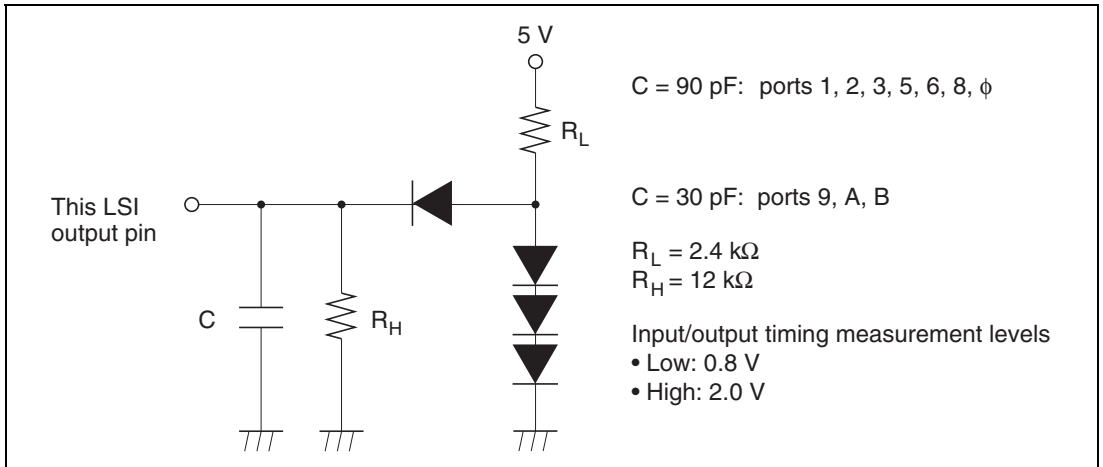 5 V
R_L
This LSI
output pin
C
R_H
C = 90 pF: ports 1, 2, 3, 5, 6, 8, ϕ
C = 30 pF: ports 9, A, B
R_L = 2.4 kΩ
R_H = 12 kΩ
Input/output timing measurement levels
• Low: 0.8 V
• High: 2.0 V